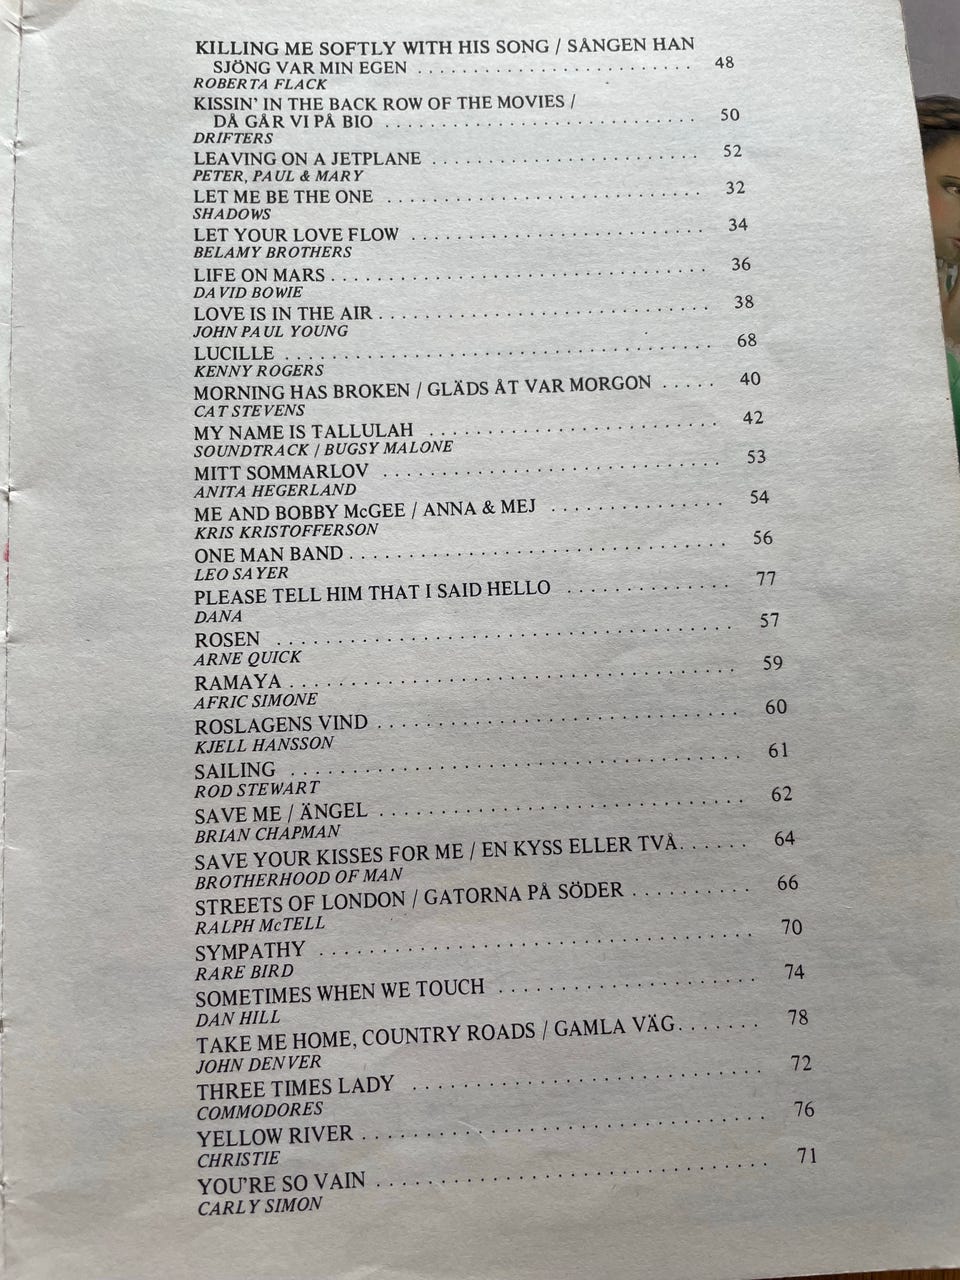 KILLING ME SOFTLY WITH HIS SONG / SÅNGEN HAN
SJÖNG VAR MIN EGEN . . . . . . . . . . . . . . . . . . . . . . . 48
ROBERTA FLACK
KISSIN' IN THE BACK ROW OF THE MOVIES /
DÅ GÅR VI PÅ BIO . . . . . . . . . . . . . . . . . . . . . . . . . . 50
DRIFTERS
LEAVING ON A JETPLANE . . . . . . . . . . . . . . . . . . . . . . 52
PETER, PAUL & MARY
LET ME BE THE ONE . . . . . . . . . . . . . . . . . . . . . . . . . 32
SHADOWS
LET YOUR LOVE FLOW . . . . . . . . . . . . . . . . . . . . . . . . 34
BELAMY BROTHERS
LIFE ON MARS . . . . . . . . . . . . . . . . . . . . . . . . . . . . . 36
DAVID BOWIE
LOVE IS IN THE AIR . . . . . . . . . . . . . . . . . . . . . . . . . . 38
JOHN PAUL YOUNG
LUCILLE . . . . . . . . . . . . . . . . . . . . . . . . . . . . . . . . . . 68
KENNY ROGERS
MORNING HAS BROKEN / GLÄDS ÅT VAR MORGON . . . . . 40
CAT STEVENS
MY NAME IS TALLULAH . . . . . . . . . . . . . . . . . . . . . . . 42
SOUNDTRACK / BUGSY MALONE
MITT SOMMARLOV . . . . . . . . . . . . . . . . . . . . . . . . . . . 53
ANITA HEGERLAND
ME AND BOBBY McGEE / ANNA & MEJ . . . . . . . . . . . . . . 54
KRIS KRISTOFFERSON
ONE MAN BAND . . . . . . . . . . . . . . . . . . . . . . . . . . . . . 56
LEO SAYER
PLEASE TELL HIM THAT I SAID HELLO . . . . . . . . . . . . . 77
DANA
ROSEN . . . . . . . . . . . . . . . . . . . . . . . . . . . . . . . . . . . . 57
ARNE QUICK
RAMAYA . . . . . . . . . . . . . . . . . . . . . . . . . . . . . . . . . . 59
AFRIC SIMONE
ROSLAGENS VIND . . . . . . . . . . . . . . . . . . . . . . . . . . . . 60
KJELL HANSSON
SAILING . . . . . . . . . . . . . . . . . . . . . . . . . . . . . . . . . . . 61
ROD STEWART
SAVE ME / ÄNGEL . . . . . . . . . . . . . . . . . . . . . . . . . . . . 62
BRIAN CHAPMAN
SAVE YOUR KISSES FOR ME / EN KYSS ELLER TVÅ . . . . . . 64
BROTHERHOOD OF MAN
STREETS OF LONDON / GATORNA PÅ SÖDER . . . . . . . . . 66
RALPH McTELL
SYMPATHY . . . . . . . . . . . . . . . . . . . . . . . . . . . . . . . . . 70
RARE BIRD
SOMETIMES WHEN WE TOUCH . . . . . . . . . . . . . . . . . . . 74
DAN HILL
TAKE ME HOME, COUNTRY ROADS / GAMLA VÄG . . . . . . . 78
JOHN DENVER
THREE TIMES LADY . . . . . . . . . . . . . . . . . . . . . . . . . . 72
COMMODORES
YELLOW RIVER . . . . . . . . . . . . . . . . . . . . . . . . . . . . . . 76
CHRISTIE
YOU'RE SO VAIN . . . . . . . . . . . . . . . . . . . . . . . . . . . . . 71
CARLY SIMON